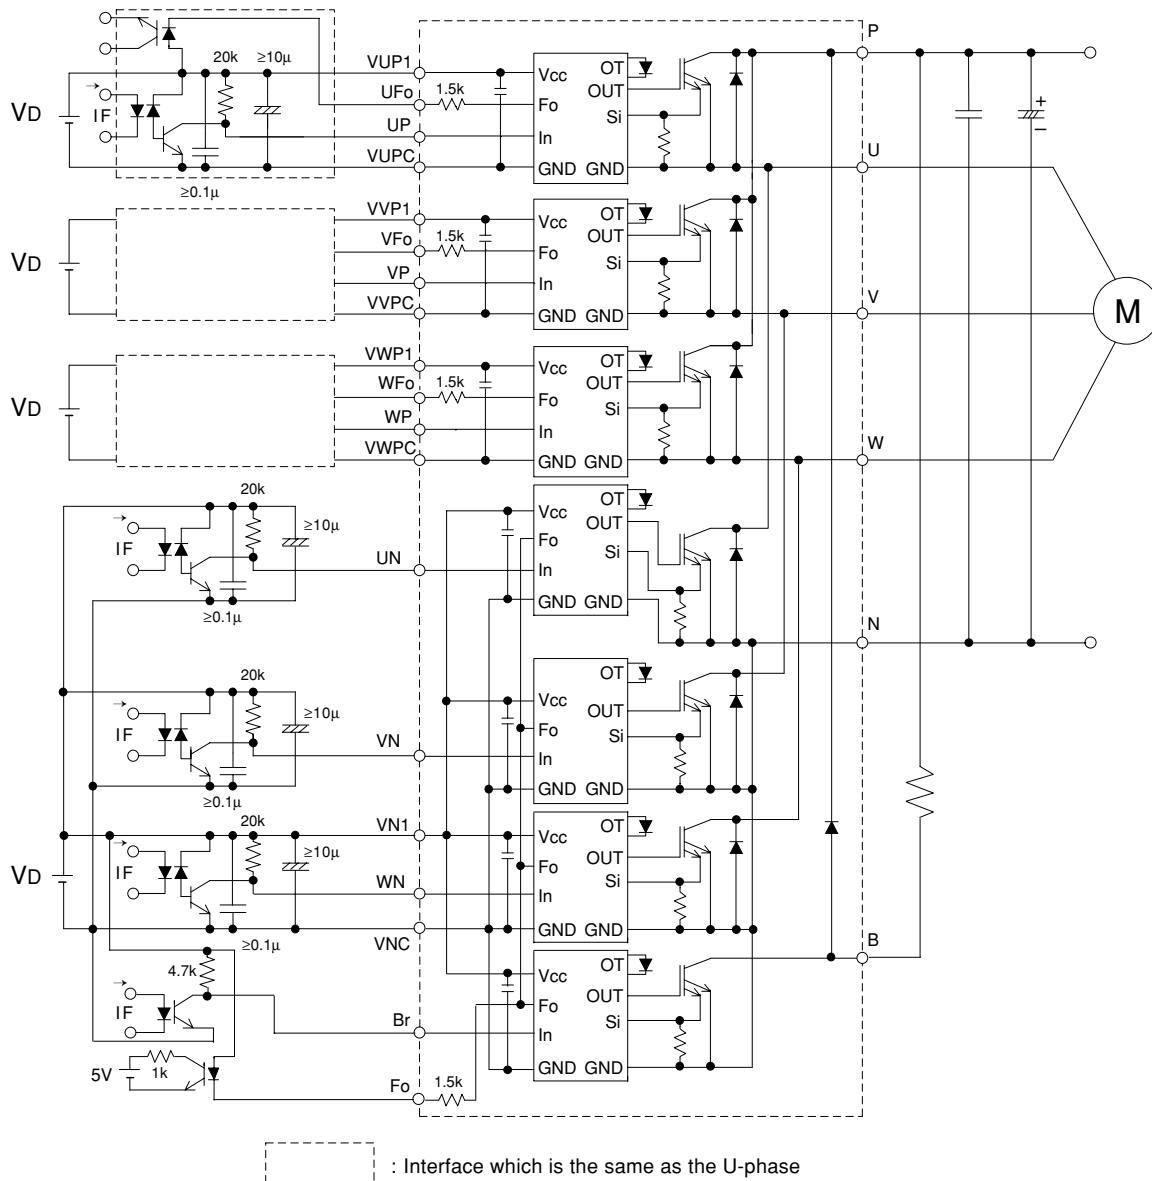 P
20k
≥10μ
VUP1
Vcc
OT
UFo
1.5k
OUT
+
VD
IF
Fo
Si
–
UP
In
VUPC
GND GND
U
≥0.1μ
VVP1
Vcc
OT
VFo
1.5k
OUT
VD
Fo
Si
VP
In
VVPC
GND GND
V
M
VWP1
Vcc
OT
WFo
1.5k
OUT
VD
Fo
Si
WP
In
VWPC
GND GND
W
20k
≥10μ
Vcc
OT
IF
Fo
OUT
Si
UN
In
≥0.1μ
GND GND
N
20k
≥10μ
Vcc
OT
IF
Fo
OUT
Si
VN
In
≥0.1μ
GND GND
20k
≥10μ
VN1
Vcc
OT
IF
Fo
OUT
VD
Si
WN
In
VNC
GND GND
≥0.1μ
B
4.7k
Vcc
OT
IF
Fo
OUT
Si
Br
In
5V
1k
GND GND
Fo
1.5k
: Interface which is the same as the U-phase